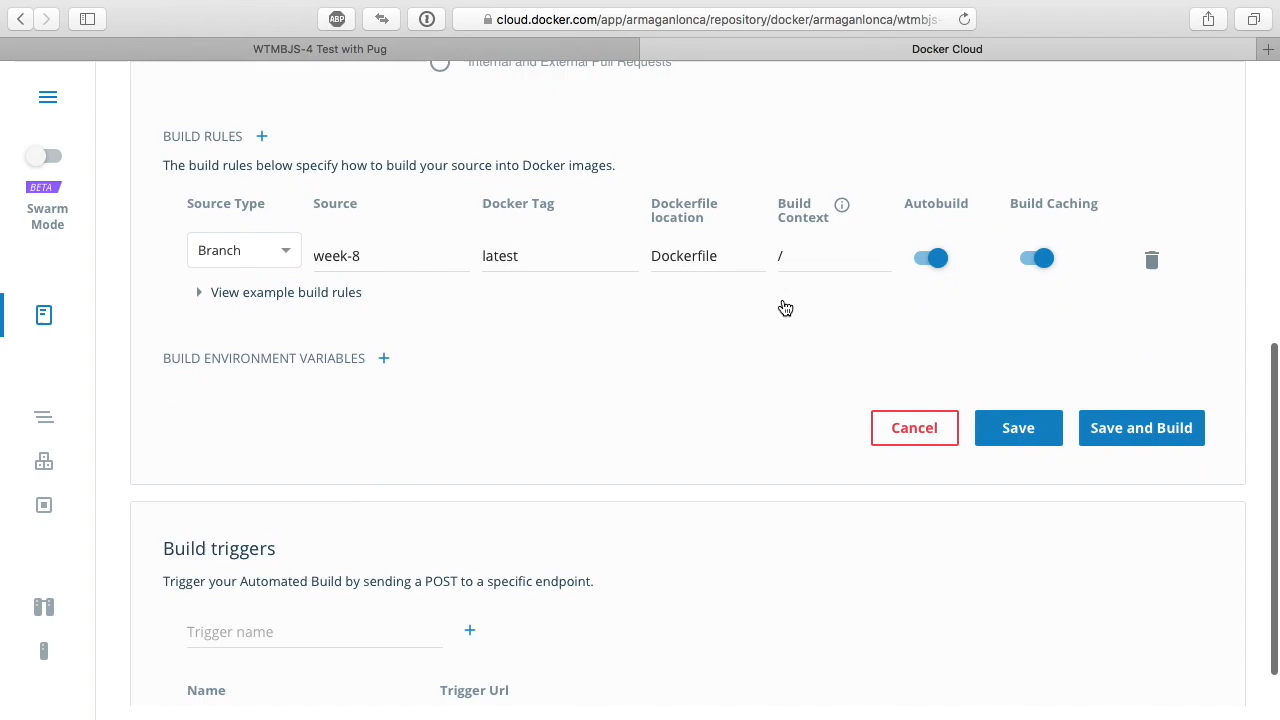 ABP
cloud.docker.com/app/armaganlonca/repository/docker/armaganlonca/wtmbjs-
WTMBJS-4 Test with Pug
Docker Cloud
Internal and External Pull Requests
BETA
Swarm
Mode
BUILD RULES +
The build rules below specify how to build your source into Docker images.
Source Type Source Docker Tag Dockerfile location Build Context Autobuild Build Caching
Branch week-8 latest Dockerfile /
View example build rules
BUILD ENVIRONMENT VARIABLES +
Cancel Save Save and Build
Build triggers
Trigger your Automated Build by sending a POST to a specific endpoint.
Trigger name +
Name Trigger Url